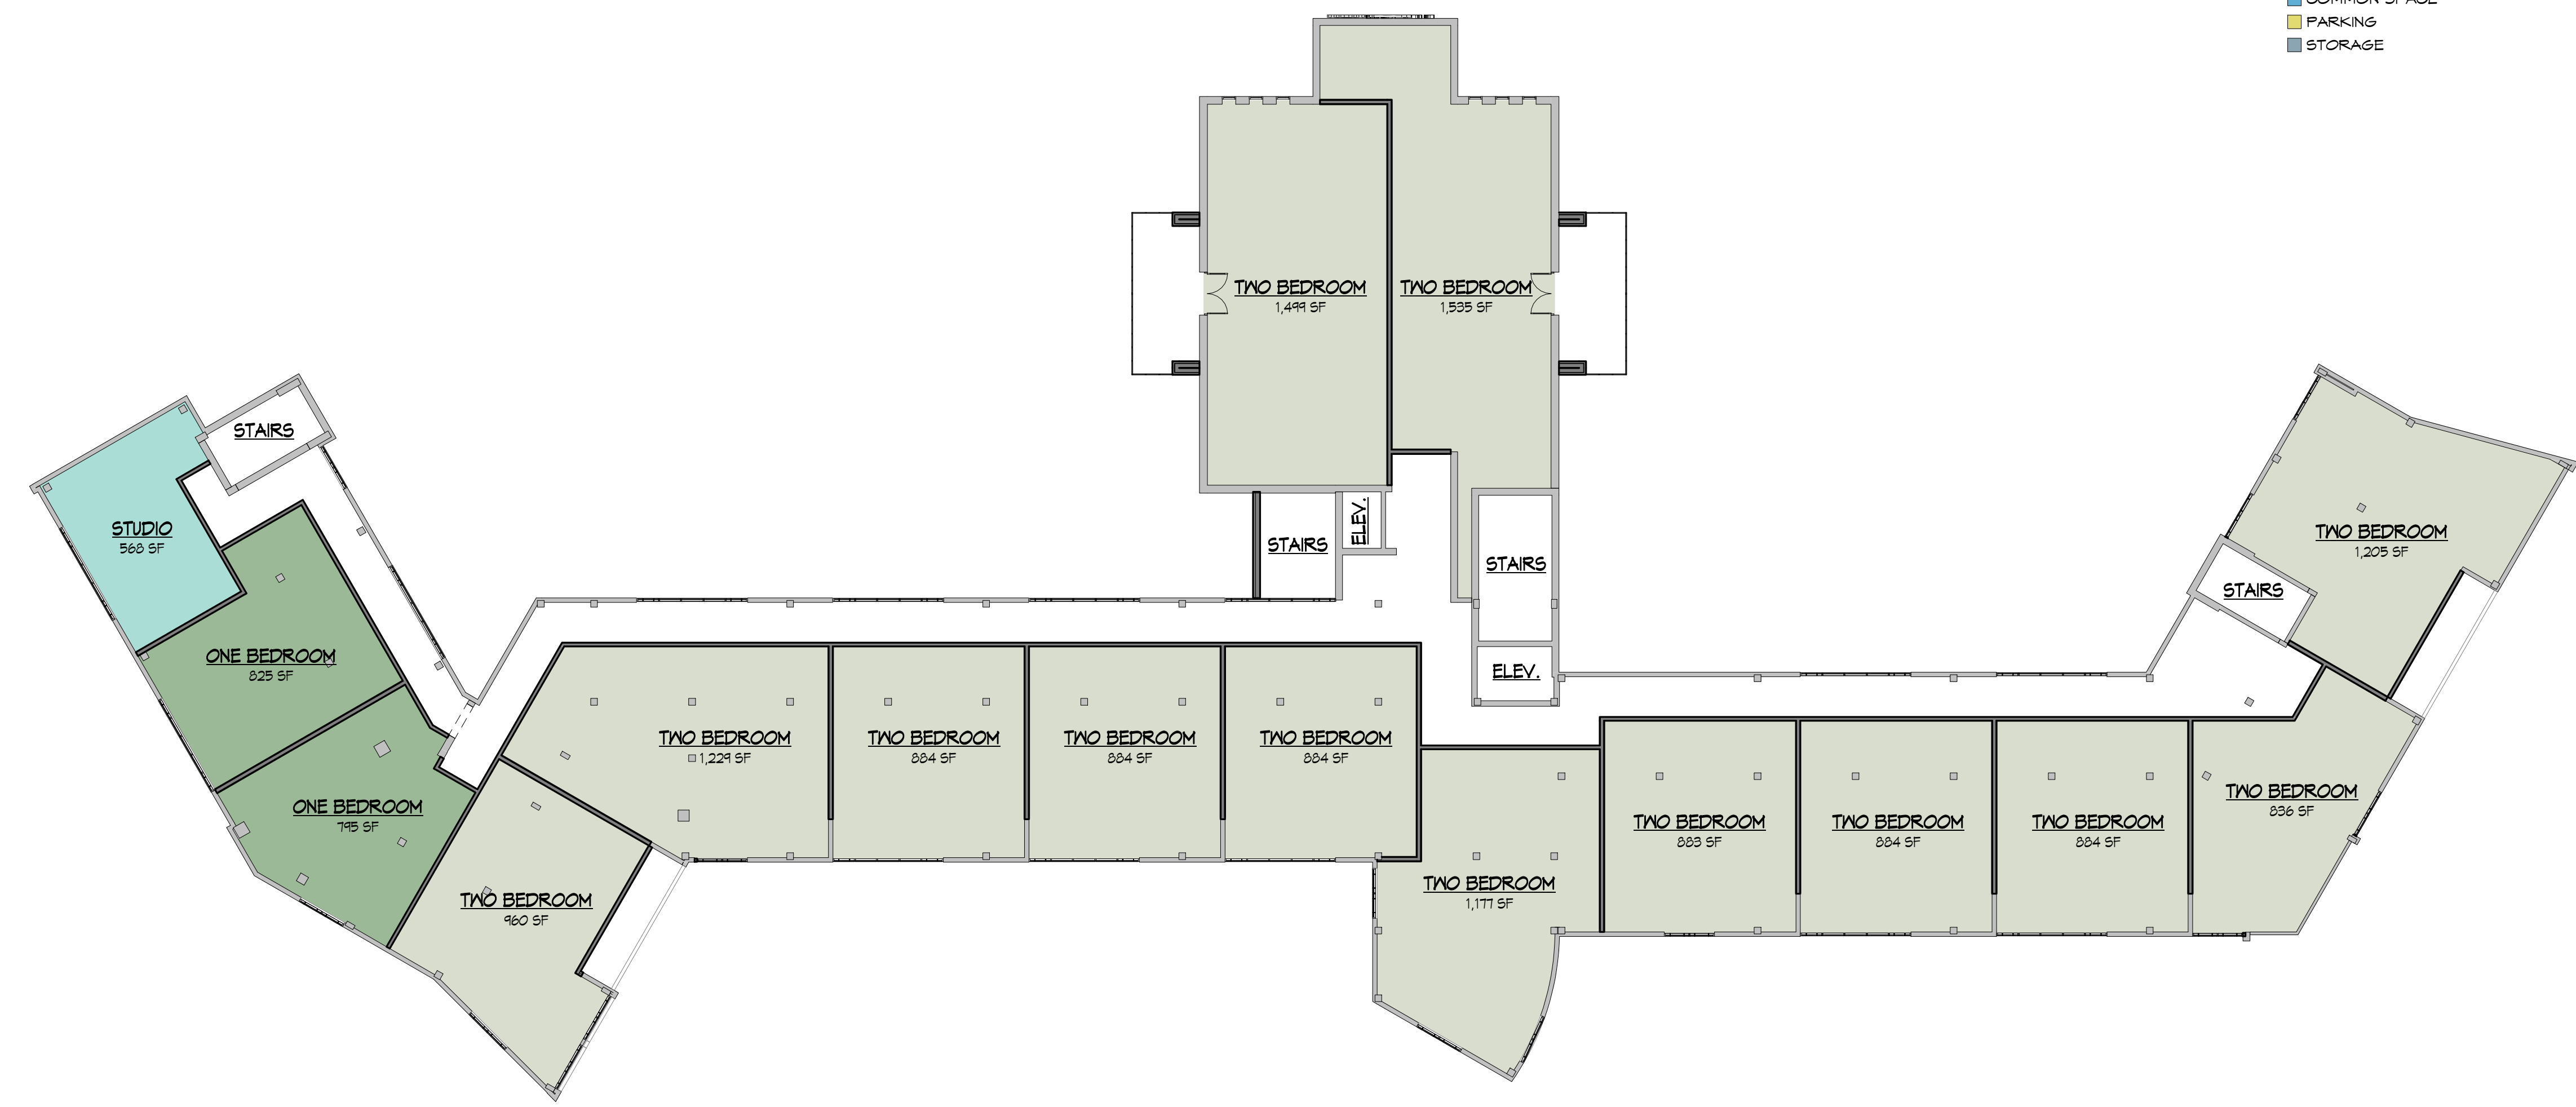 COMMON SPACE
PARKING
STORAGE
TWO BEDROOM
1,499 SF
TWO BEDROOM
1,535 SF
STAIRS
STUDIO
568 SF
STAIRS
ELEV.
STAIRS
TWO BEDROOM
1,205 SF
STAIRS
ONE BEDROOM
825 SF
ELEV.
TWO BEDROOM
1,229 SF
TWO BEDROOM
884 SF
TWO BEDROOM
884 SF
TWO BEDROOM
884 SF
ONE BEDROOM
795 SF
TWO BEDROOM
960 SF
TWO BEDROOM
1,177 SF
TWO BEDROOM
883 SF
TWO BEDROOM
884 SF
TWO BEDROOM
884 SF
TWO BEDROOM
836 SF